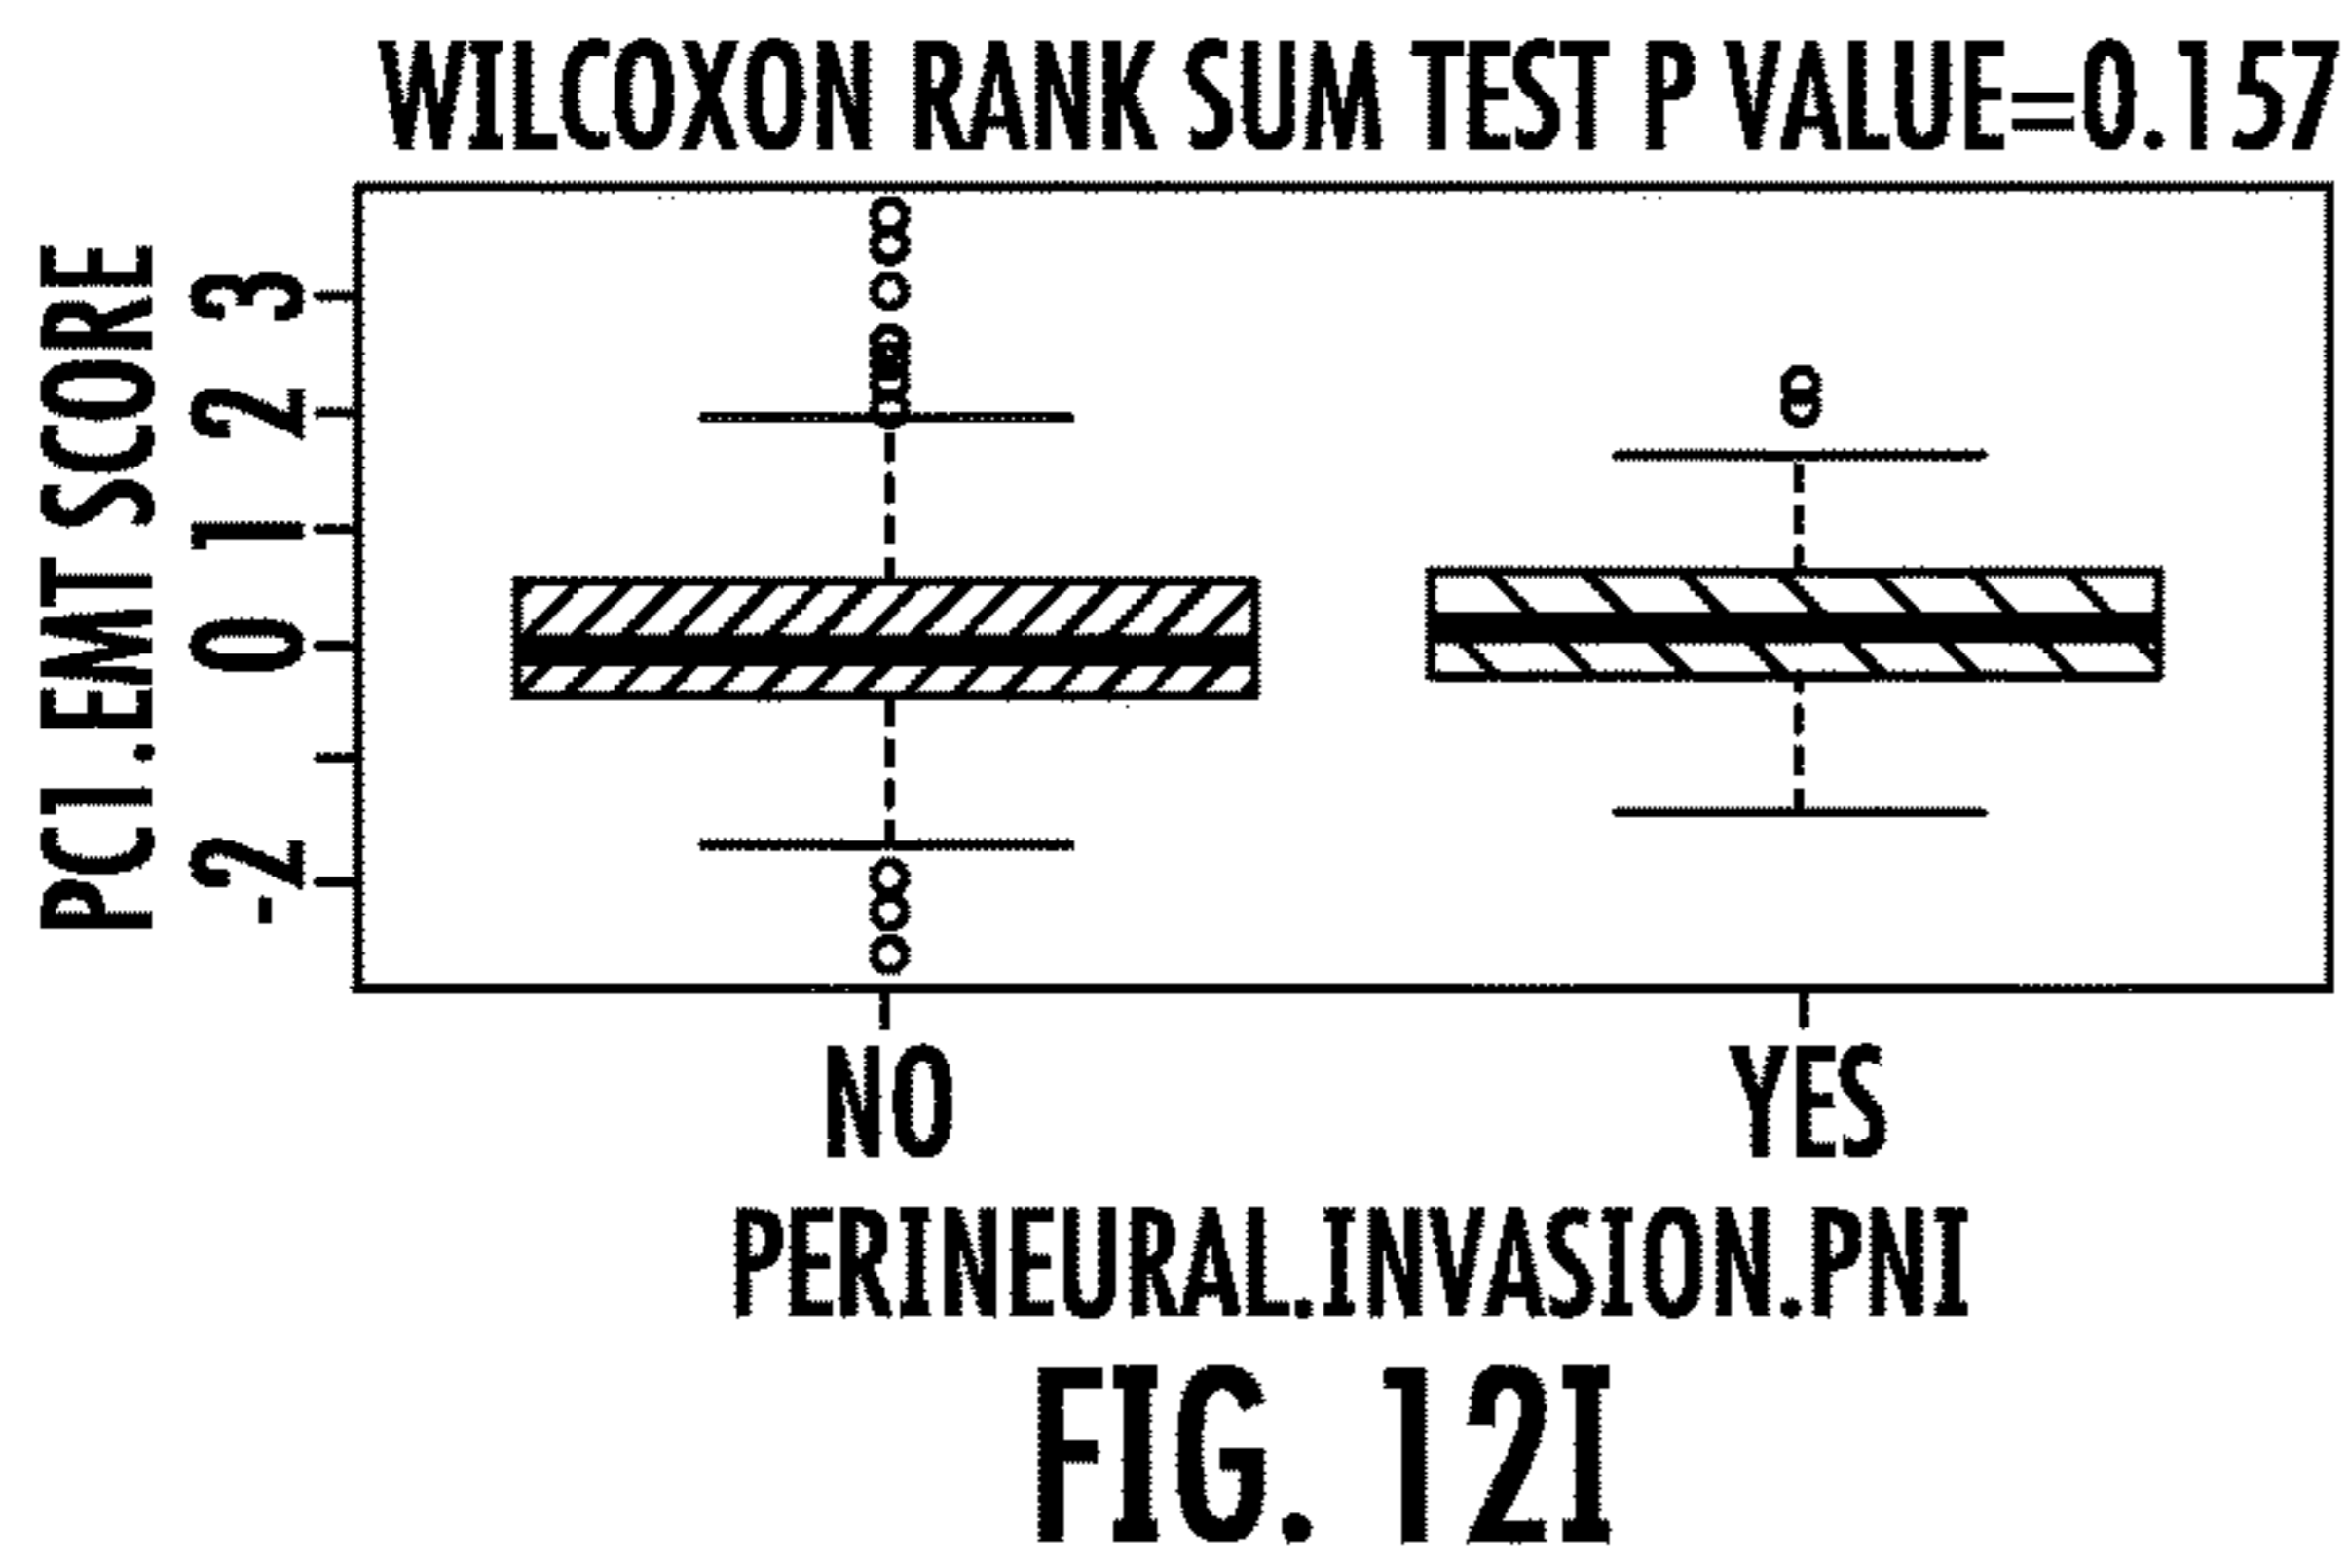 WILCOXON RANK SUM TEST P VALUE=0.157
PC1.EMT SCORE
3
2
1
0
-2
NO YES
PERINEURAL.INVASION.PNI
FIG. 12I